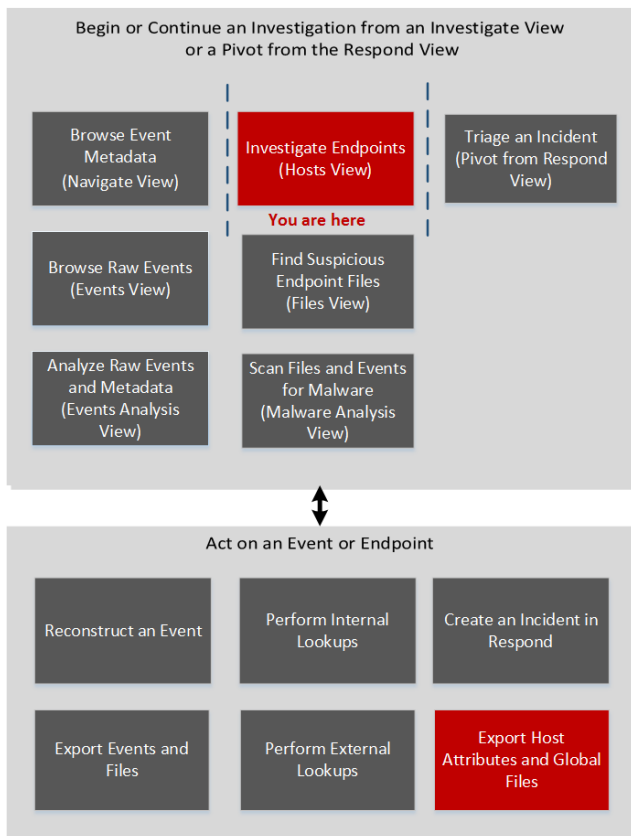 Begin or Continue an Investigation from an Investigate View
or a Pivot from the Respond View
Browse Event
Metadata
(Navigate View)
Investigate Endpoints
(Hosts View)
Triage an Incident
(Pivot from Respond
View)
You are here
Browse Raw Events
(Events View)
Find Suspicious
Endpoint Files
(Files View)
Analyze Raw Events
and Metadata
(Events Analysis
View)
Scan Files and Events
for Malware
(Malware Analysis
View)
Act on an Event or Endpoint
Reconstruct an Event
Perform Internal
Lookups
Create an Incident in
Respond
Export Events and
Files
Perform External
Lookups
Export Host
Attributes and Global
Files